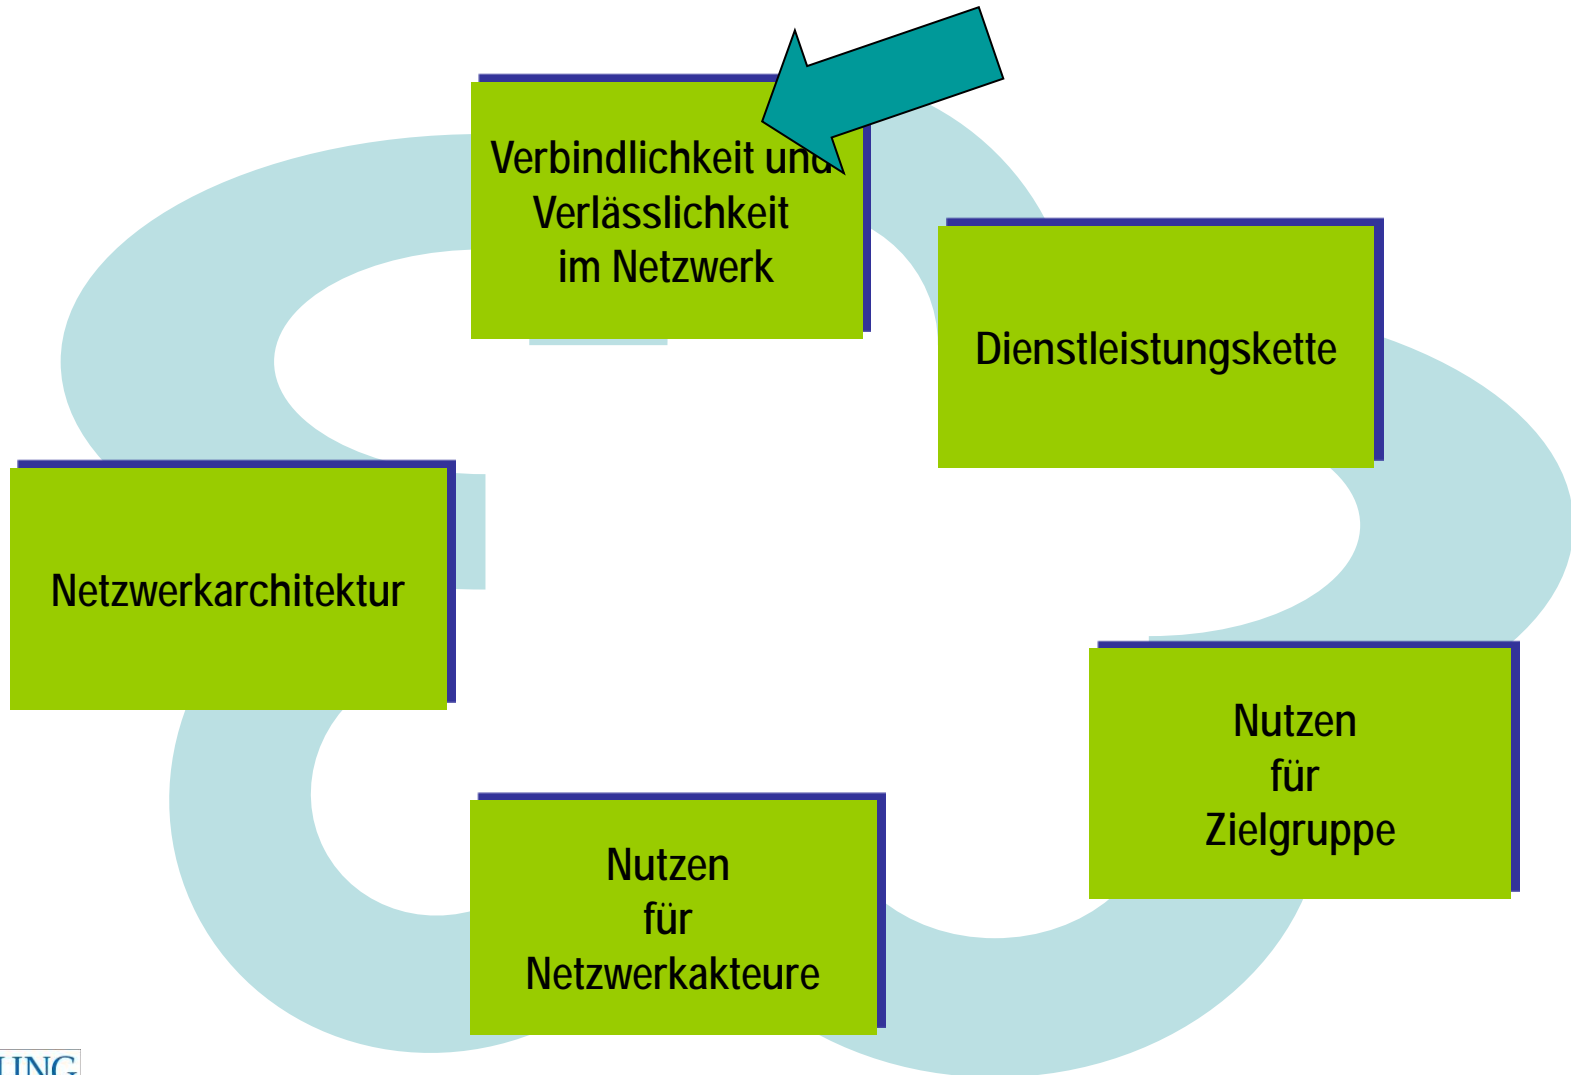 Verbindlichkeit und
Verlässlichkeit
im Netzwerk
Dienstleistungskette
Netzwerkarchitektur
Nutzen
für
Zielgruppe
Nutzen
für
Netzwerkakteure